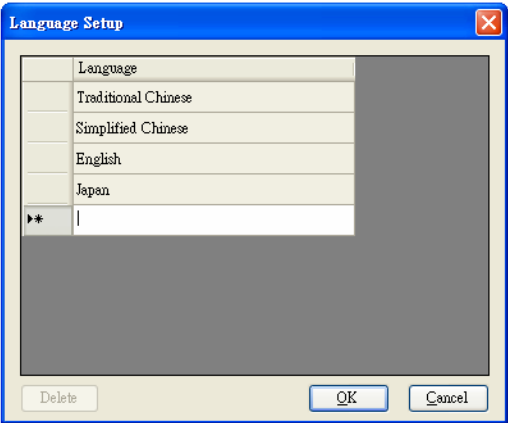 Language Setup
Language
Traditional Chinese
Simplified Chinese
English
Japan
Delete
OK
Cancel